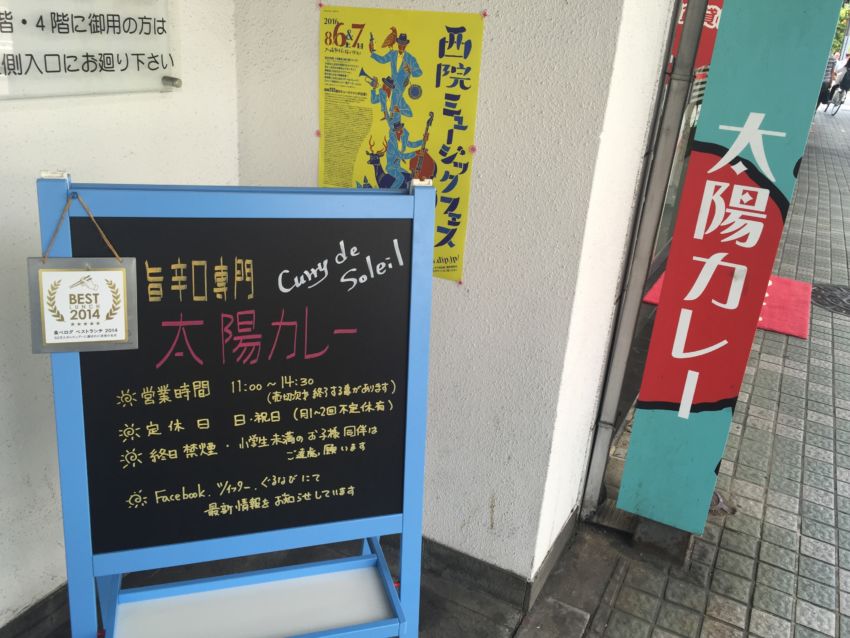 階・4階に御用の方は
側入口にお廻り下さい
2016
8/6土&7日
西院ミュージックフェス
BEST
LUNCH
2014
食べログ ベストランチ 2014
旨辛口専門
Curry de
Soleil
太陽カレー
営業時間 11:00～14:30
(売切次第終了する事があります)
定休日 日・祝日(月1～2回不定休有)
終日禁煙・小学生未満のお子様同伴は
ご遠慮願います
Facebook、ツイッター、ぐるなびにて
最新情報をお知らせしています
太陽カレー